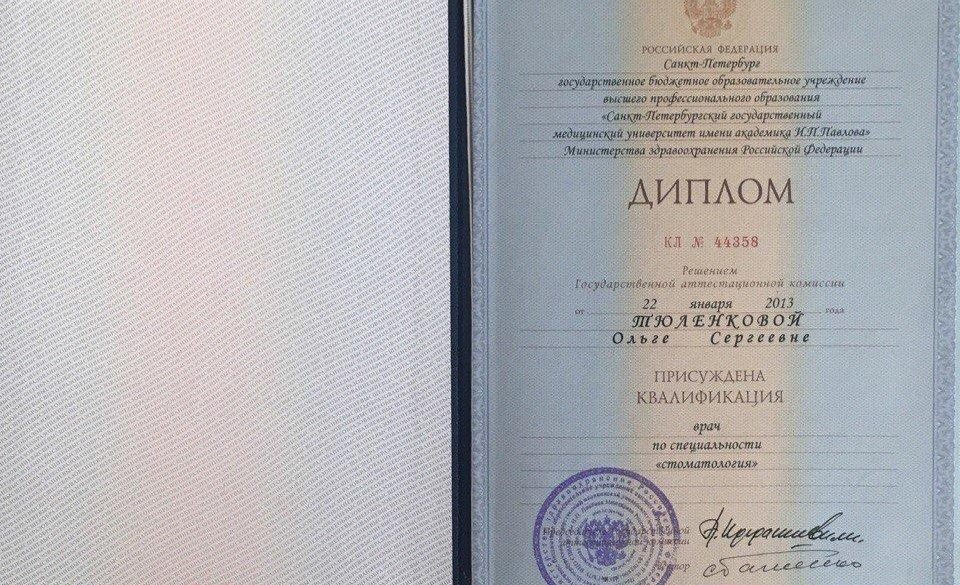 РОССИЙСКАЯ ФЕДЕРАЦИЯ
Санкт-Петербург
государственное бюджетное образовательное учреждение
высшего профессионального образования
«Санкт-Петербургский государственный
медицинский университет имени академика И.П.Павлова»
Министерства здравоохранения Российской Федерации
ДИПЛОМ
КЛ № 44358
Решением
Государственной аттестационной комиссии
от 22 января 2013 года
ТЮЛЕНКОВОЙ
Ольге Сергеевне
ПРИСУЖДЕНА
КВАЛИФИКАЦИЯ
врач
по специальности
«стоматология»